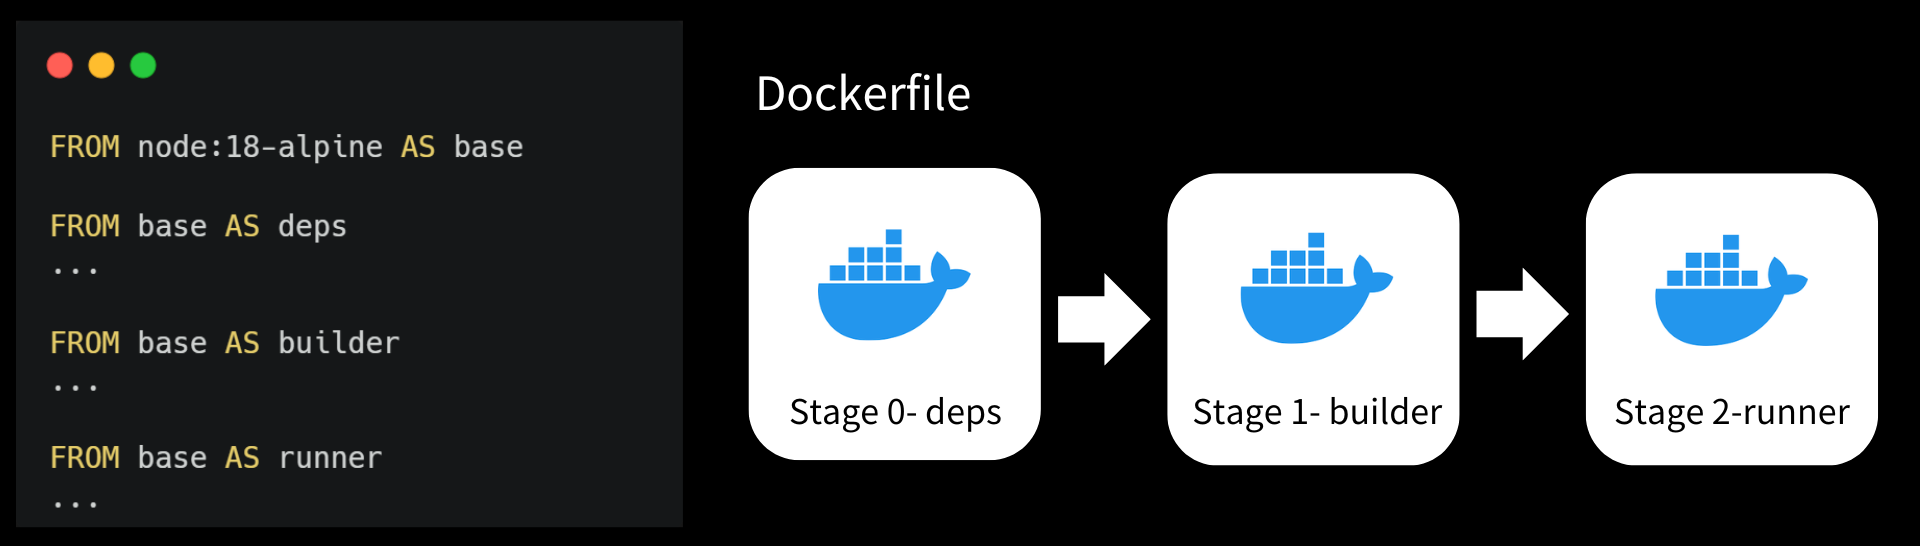 FROM node:18-alpine AS base
FROM base AS deps
...
FROM base AS builder
...
FROM base AS runner
...
Dockerfile
Stage 0- deps
Stage 1- builder
Stage 2-runner